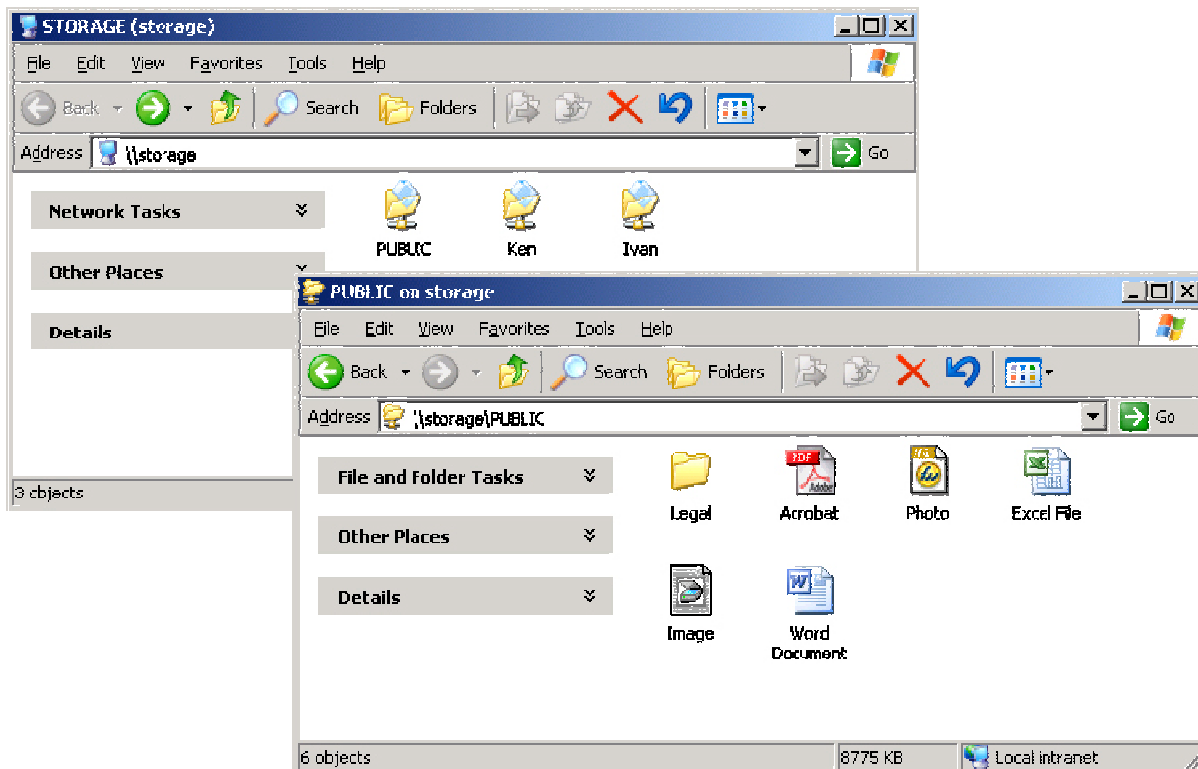 STORAGE (storage)
File Edit View Favorites Tools Help
Back Search Folders
Address \\storage Go
Network Tasks
Other Places
Details
PUBLIC Ken Ivan
3 objects
PUBLIC on storage
File Edit View Favorites Tools Help
Back Search Folders
Address \\storage\PUBLIC Go
File and Folder Tasks
Other Places
Details
PDF
Adobe
Legal Acrobat Photo Excel File
Image Word
Document
6 objects 8775 KB Local intranet